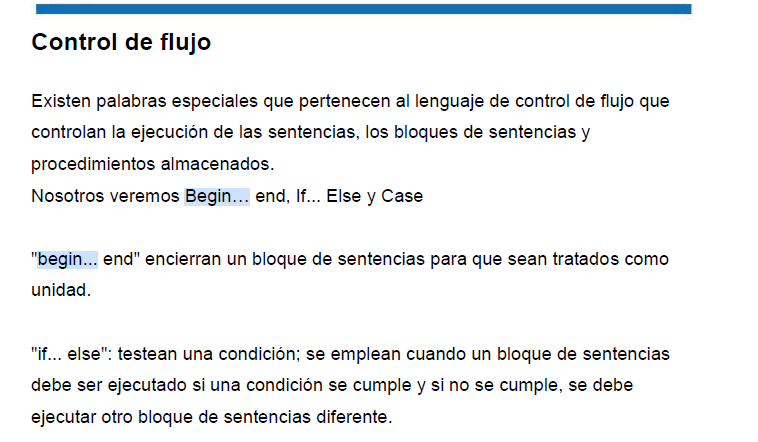 Control de flujo
Existen palabras especiales que pertenecen al lenguaje de control de flujo que
controlan la ejecución de las sentencias, los bloques de sentencias y
procedimientos almacenados.
Nosotros veremos Begin… end, If... Else y Case
"begin... end" encierran un bloque de sentencias para que sean tratados como
unidad.
"if... else": testean una condición; se emplean cuando un bloque de sentencias
debe ser ejecutado si una condición se cumple y si no se cumple, se debe
ejecutar otro bloque de sentencias diferente.